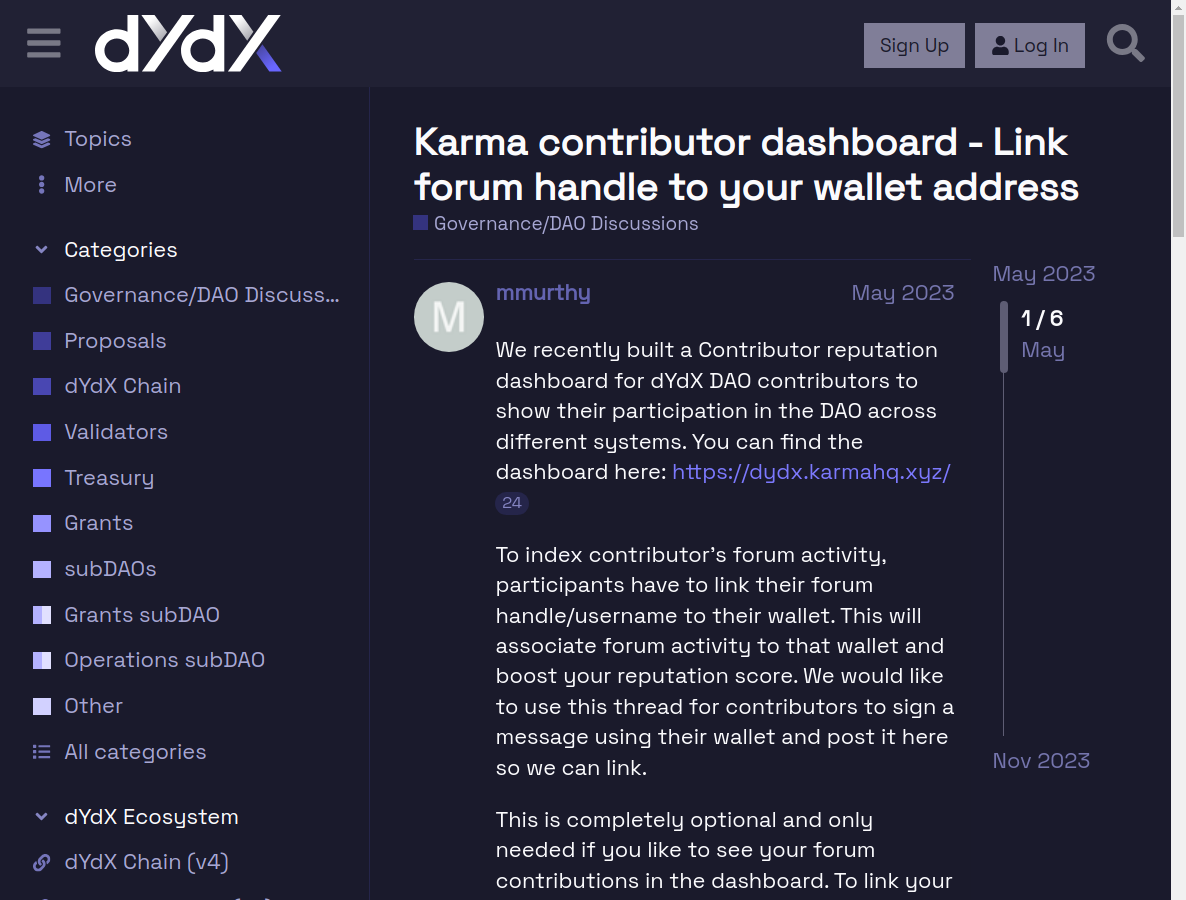 dYdX
Sign Up
Log In
Topics
More
Categories
Governance/DAO Discuss...
Proposals
dYdX Chain
Validators
Treasury
Grants
subDAOs
Grants subDAO
Operations subDAO
Other
All categories
dYdX Ecosystem
dYdX Chain (v4)
Karma contributor dashboard - Link
forum handle to your wallet address
Governance/DAO Discussions
M
mmurthy
May 2023
We recently built a Contributor reputation
dashboard for dYdX DAO contributors to
show their participation in the DAO across
different systems. You can find the
dashboard here: https://dydx.karmahq.xyz/
24
To index contributor's forum activity,
participants have to link their forum
handle/username to their wallet. This will
associate forum activity to that wallet and
boost your reputation score. We would like
to use this thread for contributors to sign a
message using their wallet and post it here
so we can link.
This is completely optional and only
needed if you like to see your forum
contributions in the dashboard. To link your
May 2023
1 / 6
May
Nov 2023